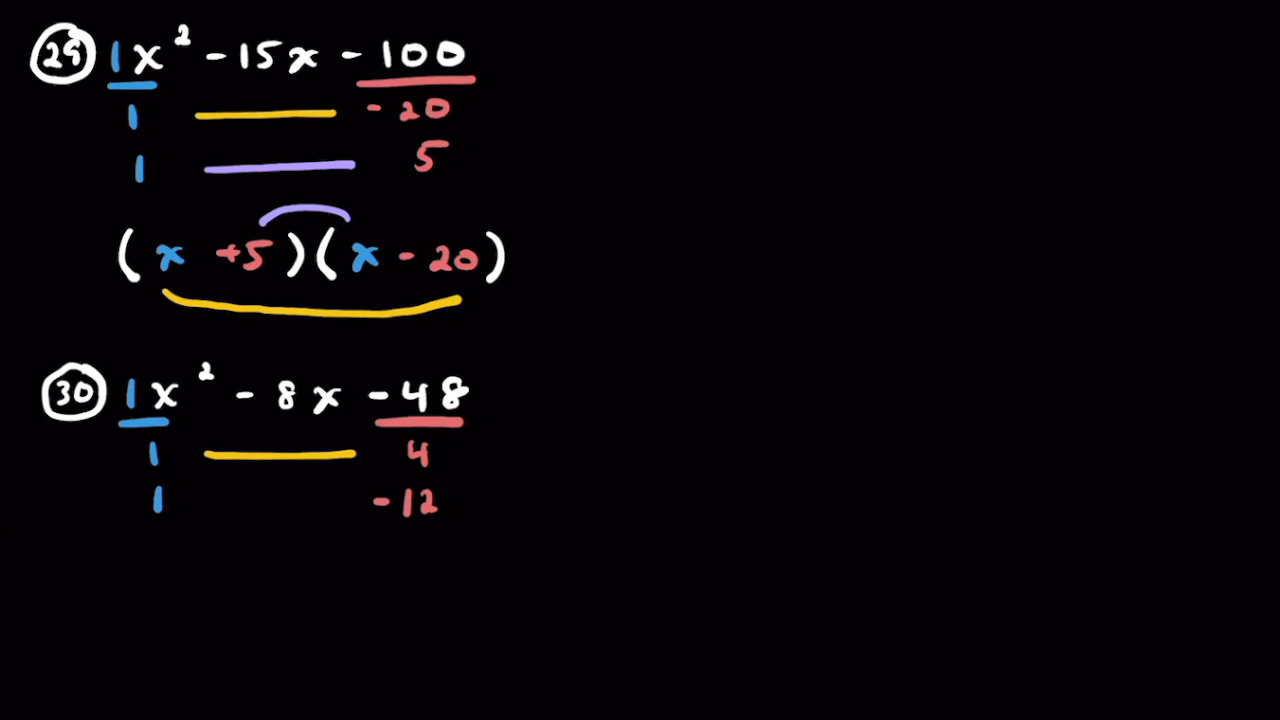 29 1x² - 15x - 100
1 - 20
1 5
( x + 5 ) ( x - 20 )
30 1x² - 8x - 48
1 4
1 - 12